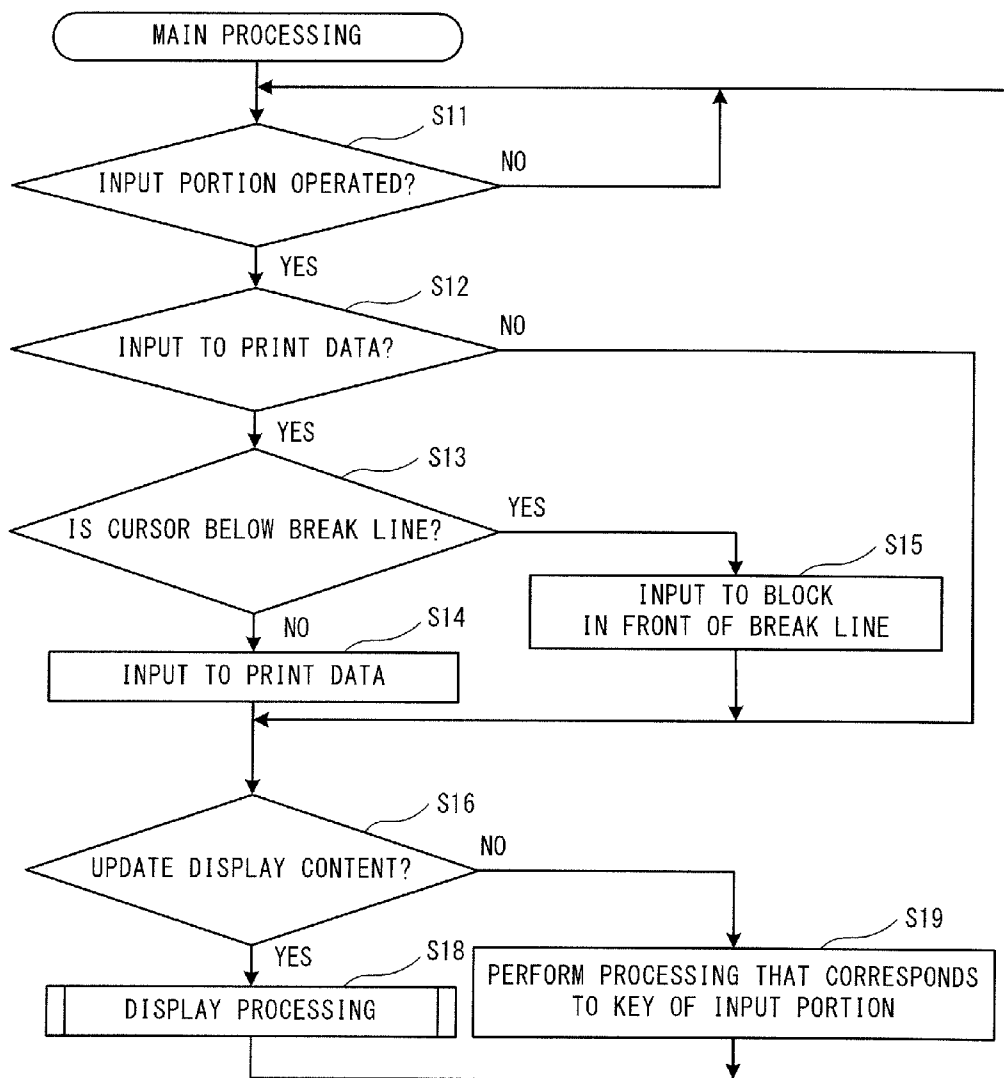 MAIN PROCESSING
S11
INPUT PORTION OPERATED?
NO
YES
S12
INPUT TO PRINT DATA?
NO
YES
S13
IS CURSOR BELOW BREAK LINE?
YES
S15
INPUT TO BLOCK
IN FRONT OF BREAK LINE
NO
S14
INPUT TO PRINT DATA
S16
UPDATE DISPLAY CONTENT?
NO
YES
S18
DISPLAY PROCESSING
S19
PERFORM PROCESSING THAT CORRESPONDS
TO KEY OF INPUT PORTION